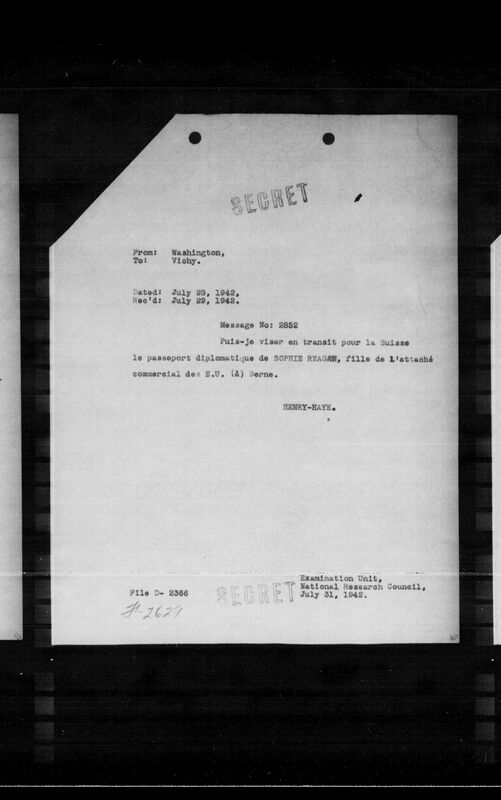 SECRET
From: Washington,
To: Vichy.
Dated: July 28, 1942.
Rec'd: July 29, 1942.
Message No: 2852
Puis-je viser en transit pour la Suisse
le passeport diplomatique de SOPHIE REAGAN, fille de l'attaché
commercial des E.U. (à) Berne.
HENRY-HAYE.
Examination Unit,
National Research Council,
July 31, 1942.
File D- 2366
SECRET
H-2629